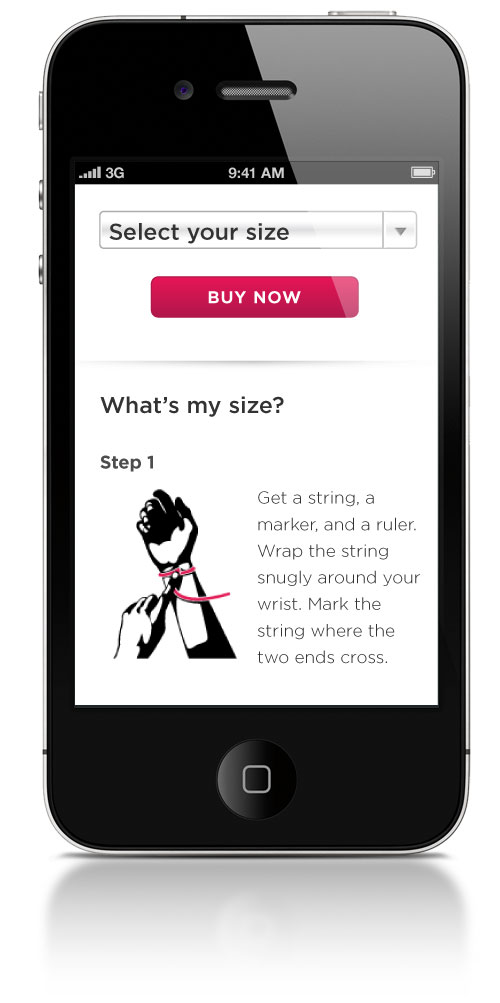 3G 9:41 AM
Select your size
BUY NOW
What's my size?
Step 1
Get a string, a
marker, and a ruler.
Wrap the string
snugly around your
wrist. Mark the
string where the
two ends cross.